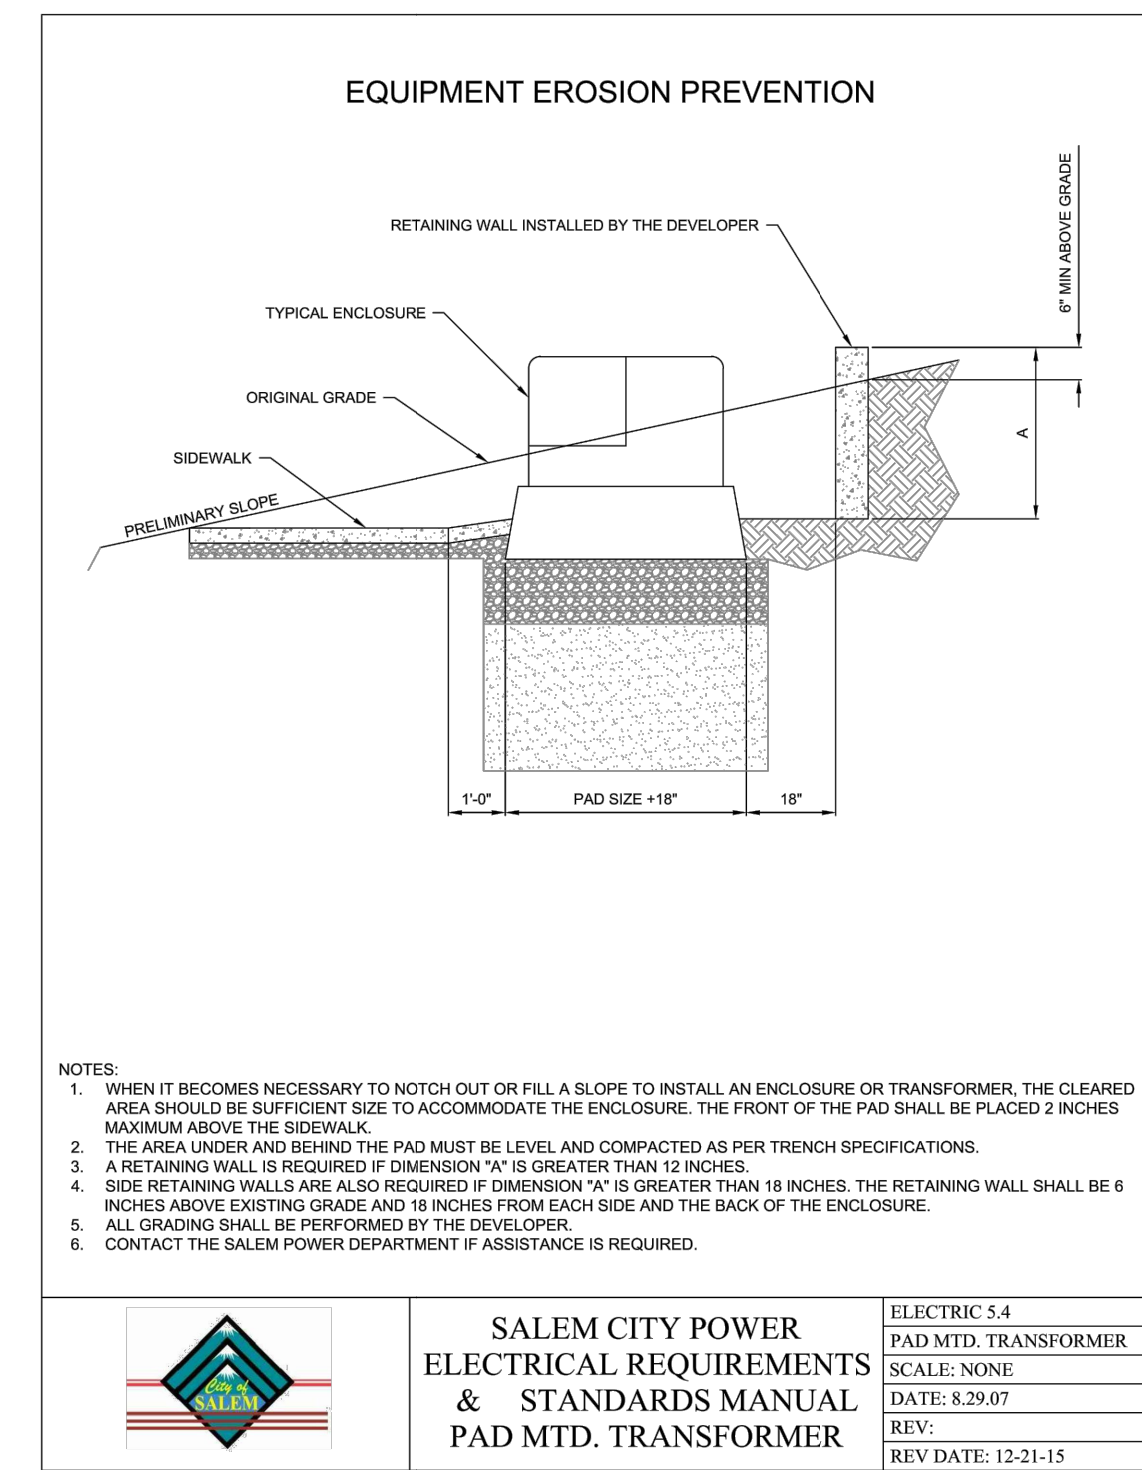 EQUIPMENT EROSION PREVENTION
6" MIN ABOVE GRADE
RETAINING WALL INSTALLED BY THE DEVELOPER
TYPICAL ENCLOSURE
ORIGINAL GRADE
A
SIDEWALK
PRELIMINARY SLOPE
1'-0"
PAD SIZE +18"
18"
NOTES:
1. WHEN IT BECOMES NECESSARY TO NOTCH OUT OR FILL A SLOPE TO INSTALL AN ENCLOSURE OR TRANSFORMER, THE CLEARED
AREA SHOULD BE SUFFICIENT SIZE TO ACCOMMODATE THE ENCLOSURE. THE FRONT OF THE PAD SHALL BE PLACED 2 INCHES
MAXIMUM ABOVE THE SIDEWALK.
2. THE AREA UNDER AND BEHIND THE PAD MUST BE LEVEL AND COMPACTED AS PER TRENCH SPECIFICATIONS.
3. A RETAINING WALL IS REQUIRED IF DIMENSION "A" IS GREATER THAN 12 INCHES.
4. SIDE RETAINING WALLS ARE ALSO REQUIRED IF DIMENSION "A" IS GREATER THAN 18 INCHES. THE RETAINING WALL SHALL BE 6
INCHES ABOVE EXISTING GRADE AND 18 INCHES FROM EACH SIDE AND THE BACK OF THE ENCLOSURE.
5. ALL GRADING SHALL BE PERFORMED BY THE DEVELOPER.
6. CONTACT THE SALEM POWER DEPARTMENT IF ASSISTANCE IS REQUIRED.
City of
SALEM
SALEM CITY POWER
ELECTRICAL REQUIREMENTS
& STANDARDS MANUAL
PAD MTD. TRANSFORMER
ELECTRIC 5.4
PAD MTD. TRANSFORMER
SCALE: NONE
DATE: 8.29.07
REV:
REV DATE: 12-21-15